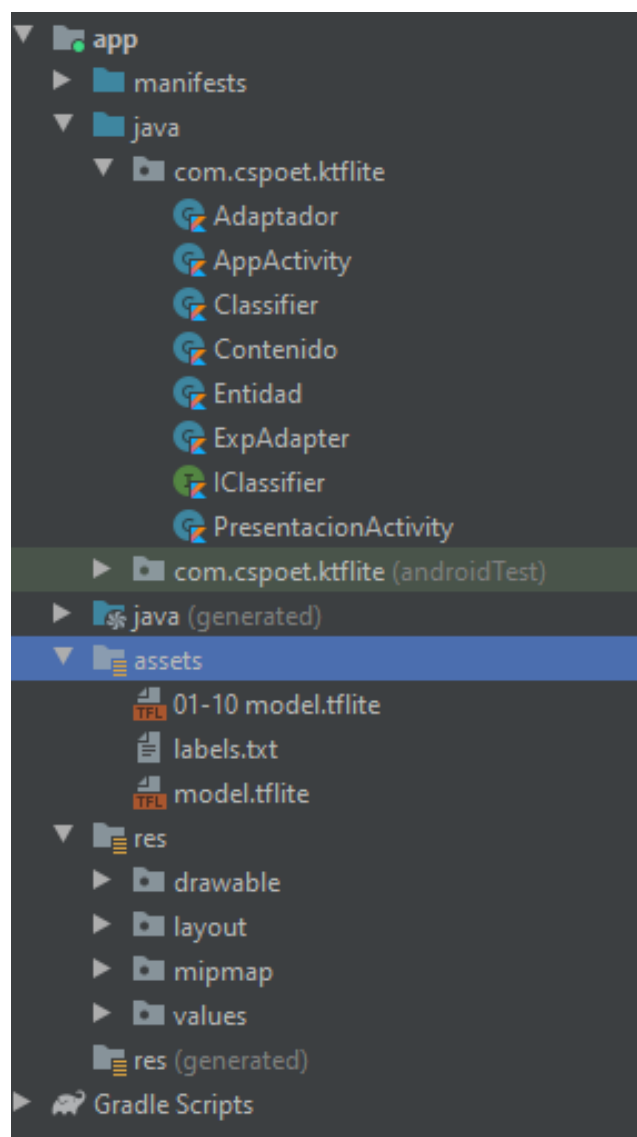 app
manifests
java
com.cspoet.ktflite
Adaptador
AppActivity
Classifier
Contenido
Entidad
ExpAdapter
IClassifier
PresentacionActivity
com.cspoet.ktflite (androidTest)
java (generated)
assets
01-10 model.tflite
labels.txt
model.tflite
res
drawable
layout
mipmap
values
res (generated)
Gradle Scripts